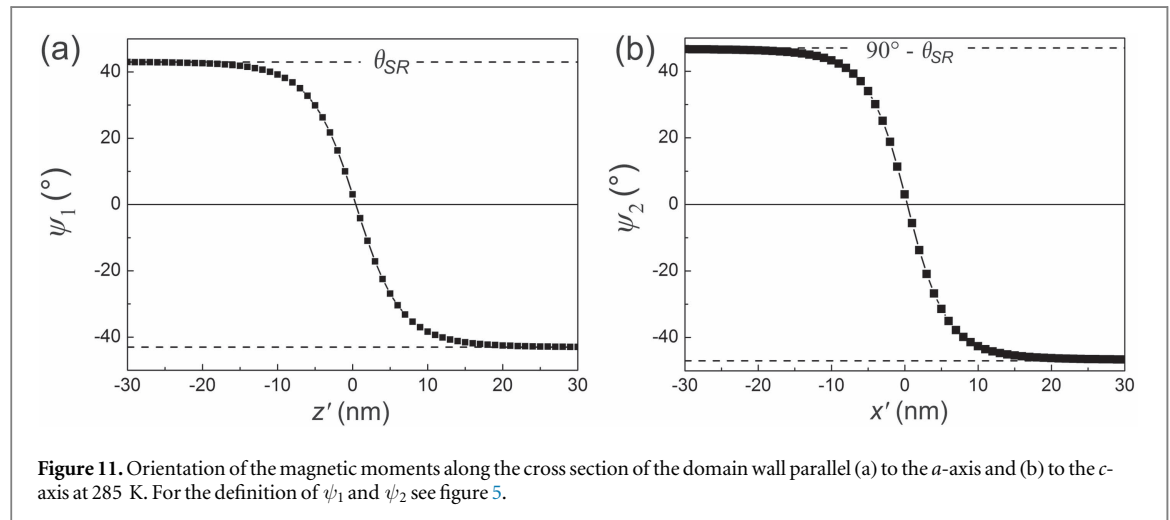 (a)
θSR
40
20
0
-20
-40
ψ1 (°)
-30 -20 -10 0 10 20 30
z′ (nm)
(b)
90° - θSR
40
20
0
-20
-40
ψ2 (°)
-30 -20 -10 0 10 20 30
x′ (nm)
Figure 11. Orientation of the magnetic moments along the cross section of the domain wall parallel (a) to the a-axis and (b) to the c-
axis at 285 K. For the definition of ψ1 and ψ2 see figure 5.